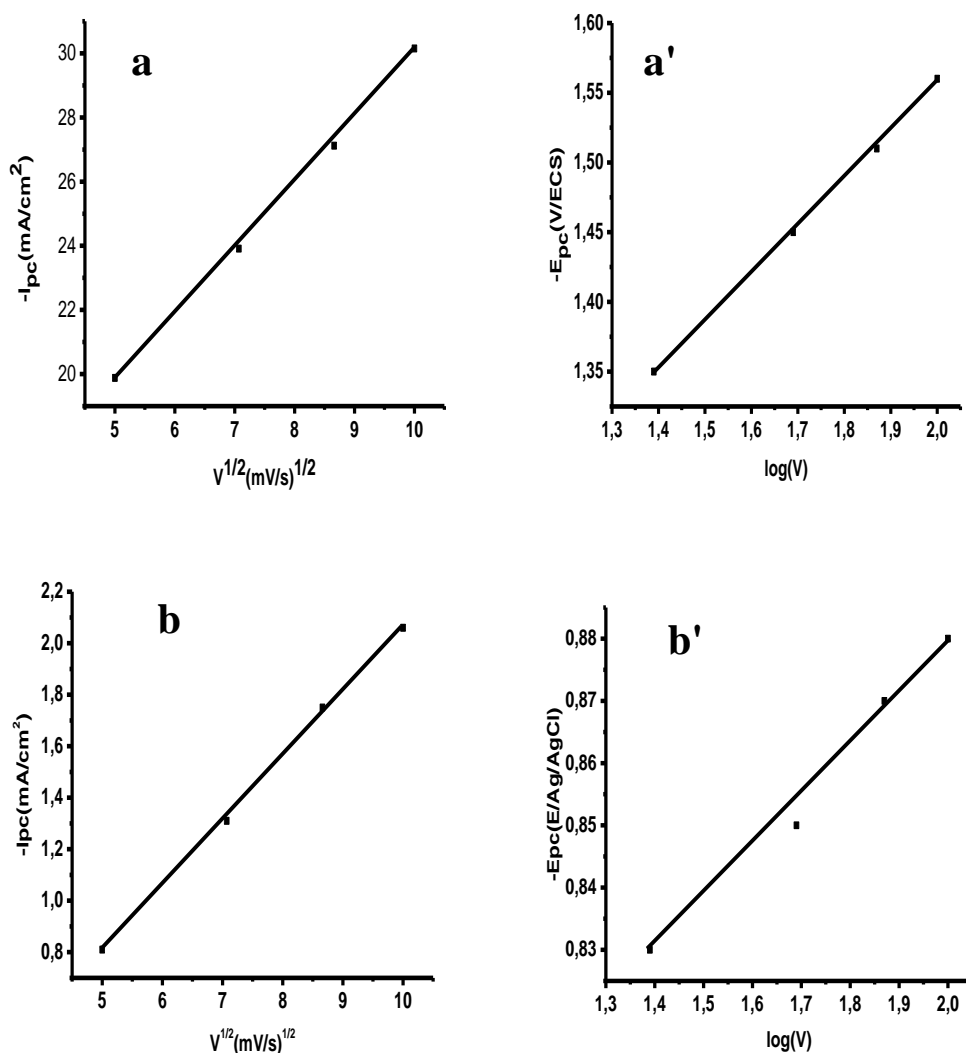 a
-Ipc(mA/cm²)
30
28
26
24
22
20
5 6 7 8 9 10
V^1/2(mV/s)^1/2
a'
-Epc(V/ECS)
1,60
1,55
1,50
1,45
1,40
1,35
1,3 1,4 1,5 1,6 1,7 1,8 1,9 2,0
log(V)
b
-Ipc(mA/cm²)
2,2
2,0
1,8
1,6
1,4
1,2
1,0
0,8
5 6 7 8 9 10
V^1/2(mV/s)^1/2
b'
-Epc(E/Ag/AgCl)
0,88
0,87
0,86
0,85
0,84
0,83
1,3 1,4 1,5 1,6 1,7 1,8 1,9 2,0
log(V)